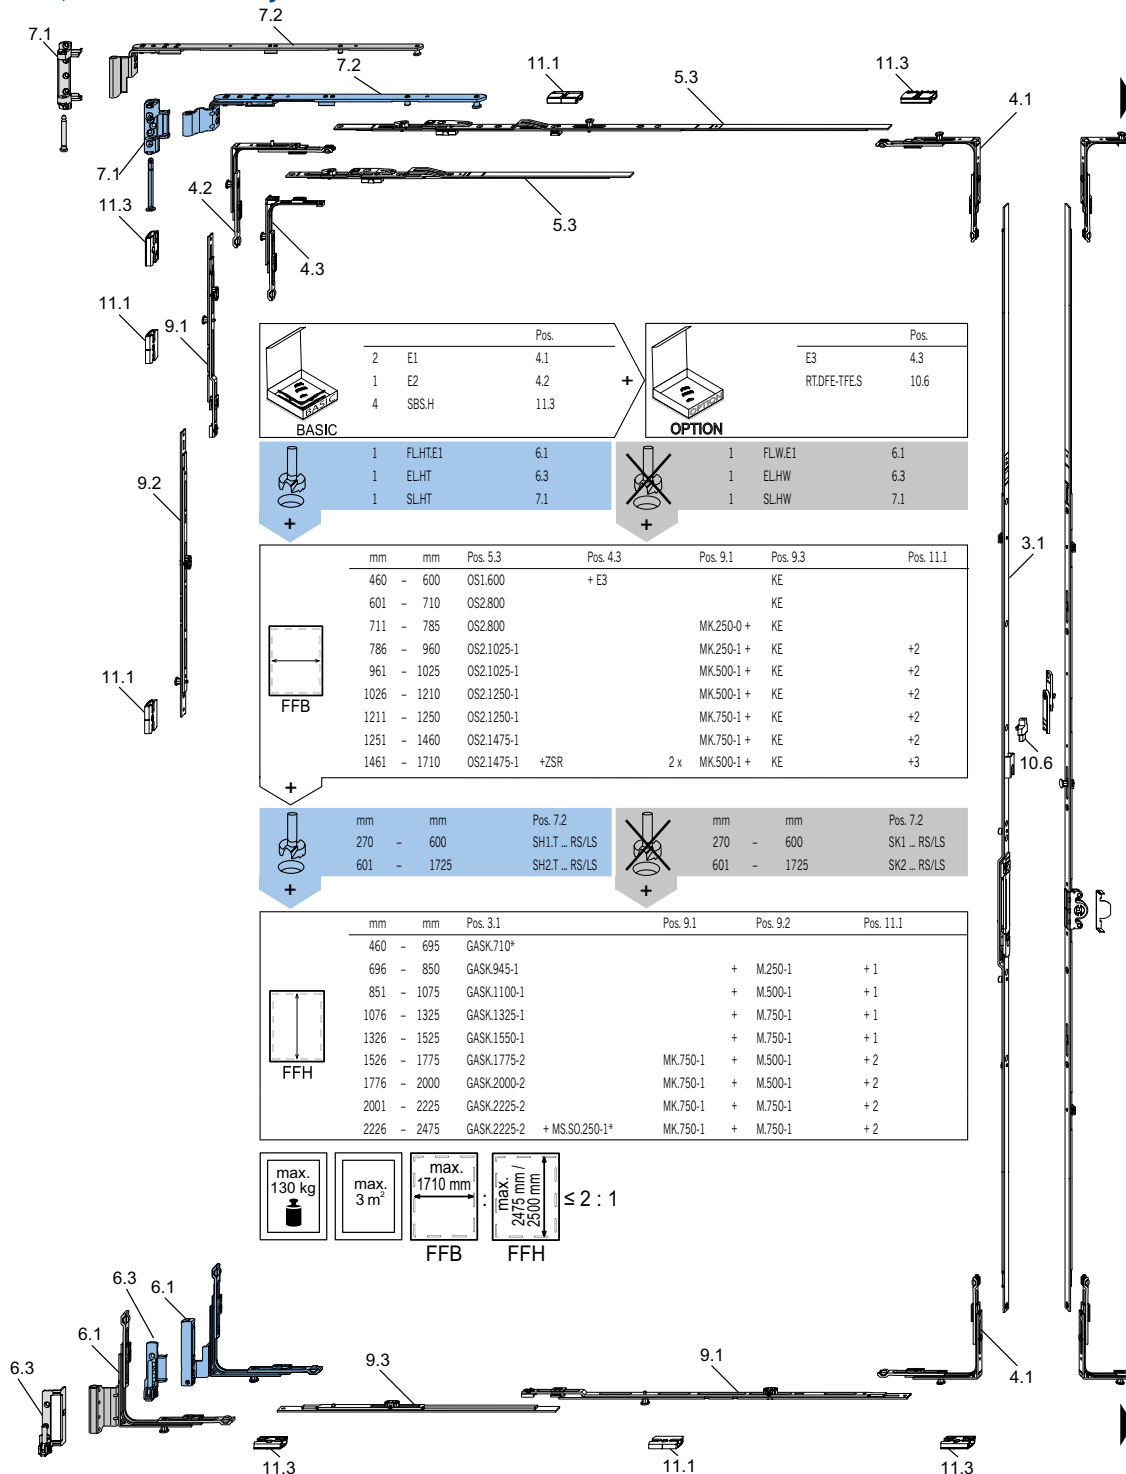 7.2
7.1
7.2
11.1
11.3
5.3
4.1
7.1
4.2
5.3
11.3
4.3
11.1
9.1
Pos.
2 E1 4.1
1 E2 4.2
4 SBS.H 11.3
BASIC
BASIC
+
Pos.
E3 4.3
RT.DFE-TFE.S 10.6
OPTION
OPTION
1 FL.HT.E1 6.1
1 EL.HT 6.3
1 SL.HT 7.1
+
1 FL.W.E1 6.1
1 EL.HW 6.3
1 SL.HW 7.1
+
9.2
3.1
mm mm Pos. 5.3 Pos. 4.3 Pos. 9.1 Pos. 9.3 Pos. 11.1
460 – 600 OS1.600 + E3 KE
601 – 710 OS2.800 KE
711 – 785 OS2.800 MK.250-0 + KE
786 – 960 OS2.1025-1 MK.250-1 + KE +2
961 – 1025 OS2.1025-1 MK.500-1 + KE +2
1026 – 1210 OS2.1250-1 MK.500-1 + KE +2
1211 – 1250 OS2.1250-1 MK.750-1 + KE +2
1251 – 1460 OS2.1475-1 MK.750-1 + KE +2
1461 – 1710 OS2.1475-1 +ZSR 2 x MK.500-1 + KE +3
FFB
+
11.1
10.6
mm mm Pos. 7.2
270 – 600 SH1.T ... RS/LS
601 – 1725 SH2.T ... RS/LS
+
mm mm Pos. 7.2
270 – 600 SK1 ... RS/LS
601 – 1725 SK2 ... RS/LS
+
mm mm Pos. 3.1 Pos. 9.1 Pos. 9.2 Pos. 11.1
460 – 695 GASK.710*
696 – 850 GASK.945-1 + M.250-1 + 1
851 – 1075 GASK.1100-1 + M.500-1 + 1
1076 – 1325 GASK.1325-1 + M.750-1 + 1
1326 – 1525 GASK.1550-1 + M.750-1 + 1
1526 – 1775 GASK.1775-2 MK.750-1 + M.500-1 + 2
1776 – 2000 GASK.2000-2 MK.750-1 + M.500-1 + 2
2001 – 2225 GASK.2225-2 MK.750-1 + M.750-1 + 2
2226 – 2475 GASK.2225-2 + MS.SO.250-1* MK.750-1 + M.750-1 + 2
FFH
max.
130 kg
max.
3 m²
max.
1710 mm
FFB
:
max.
2475 mm /
2500 mm
FFH
≤ 2 : 1
6.3
6.1
6.1
6.3
9.3
9.1
4.1
11.3
11.1
11.3